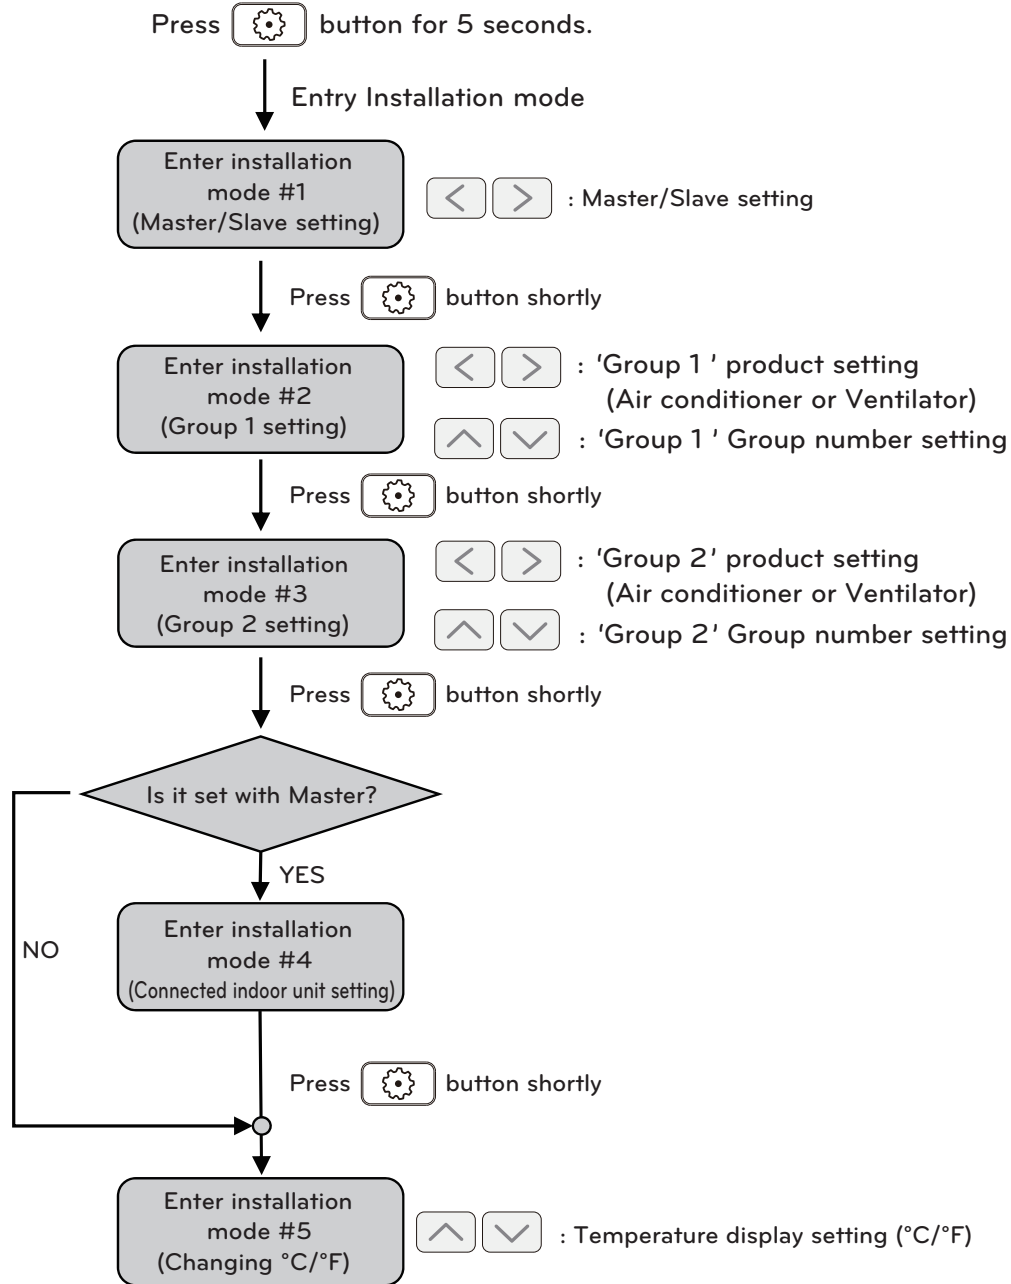 Press button for 5 seconds.
Entry Installation mode
Enter installation
mode #1
(Master/Slave setting)
: Master/Slave setting
Press button shortly
Enter installation
mode #2
(Group 1 setting)
: 'Group 1 ' product setting
(Air conditioner or Ventilator)
: 'Group 1 ' Group number setting
Press button shortly
Enter installation
mode #3
(Group 2 setting)
: 'Group 2' product setting
(Air conditioner or Ventilator)
: 'Group 2' Group number setting
Press button shortly
Is it set with Master?
YES
NO
Enter installation
mode #4
(Connected indoor unit setting)
Press button shortly
Enter installation
mode #5
(Changing °C/°F)
: Temperature display setting (°C/°F)